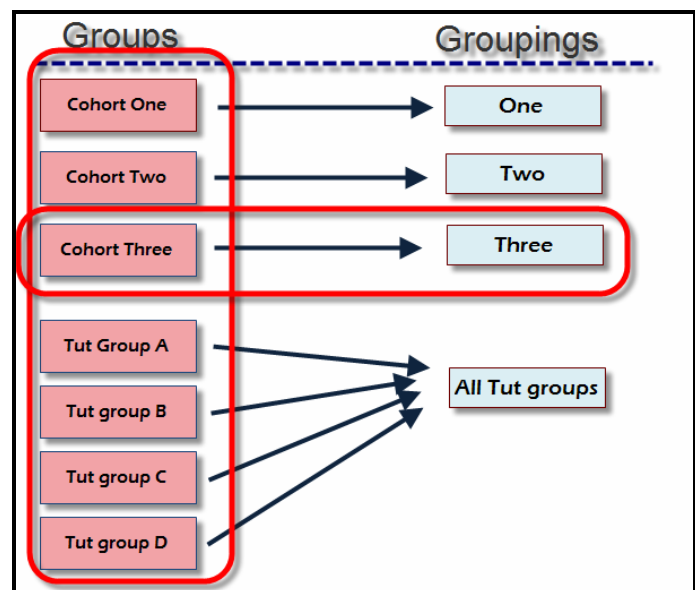 Groups Groupings
Cohort One One
Cohort Two Two
Cohort Three Three
Tut Group A
Tut group B
All Tut groups
Tut group C
Tut group D